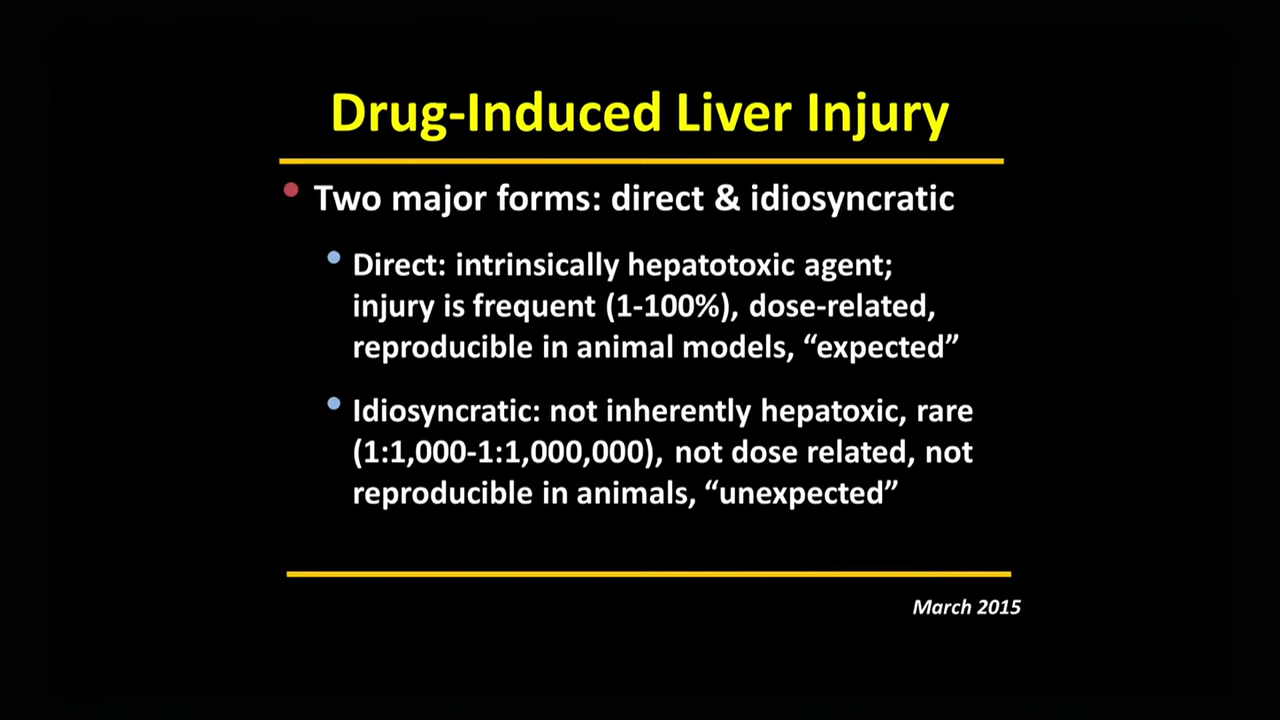 Drug-Induced Liver Injury
• Two major forms: direct & idiosyncratic
• Direct: intrinsically hepatotoxic agent;
injury is frequent (1-100%), dose-related,
reproducible in animal models, “expected”
• Idiosyncratic: not inherently hepatoxic, rare
(1:1,000-1:1,000,000), not dose related, not
reproducible in animals, “unexpected”
March 2015